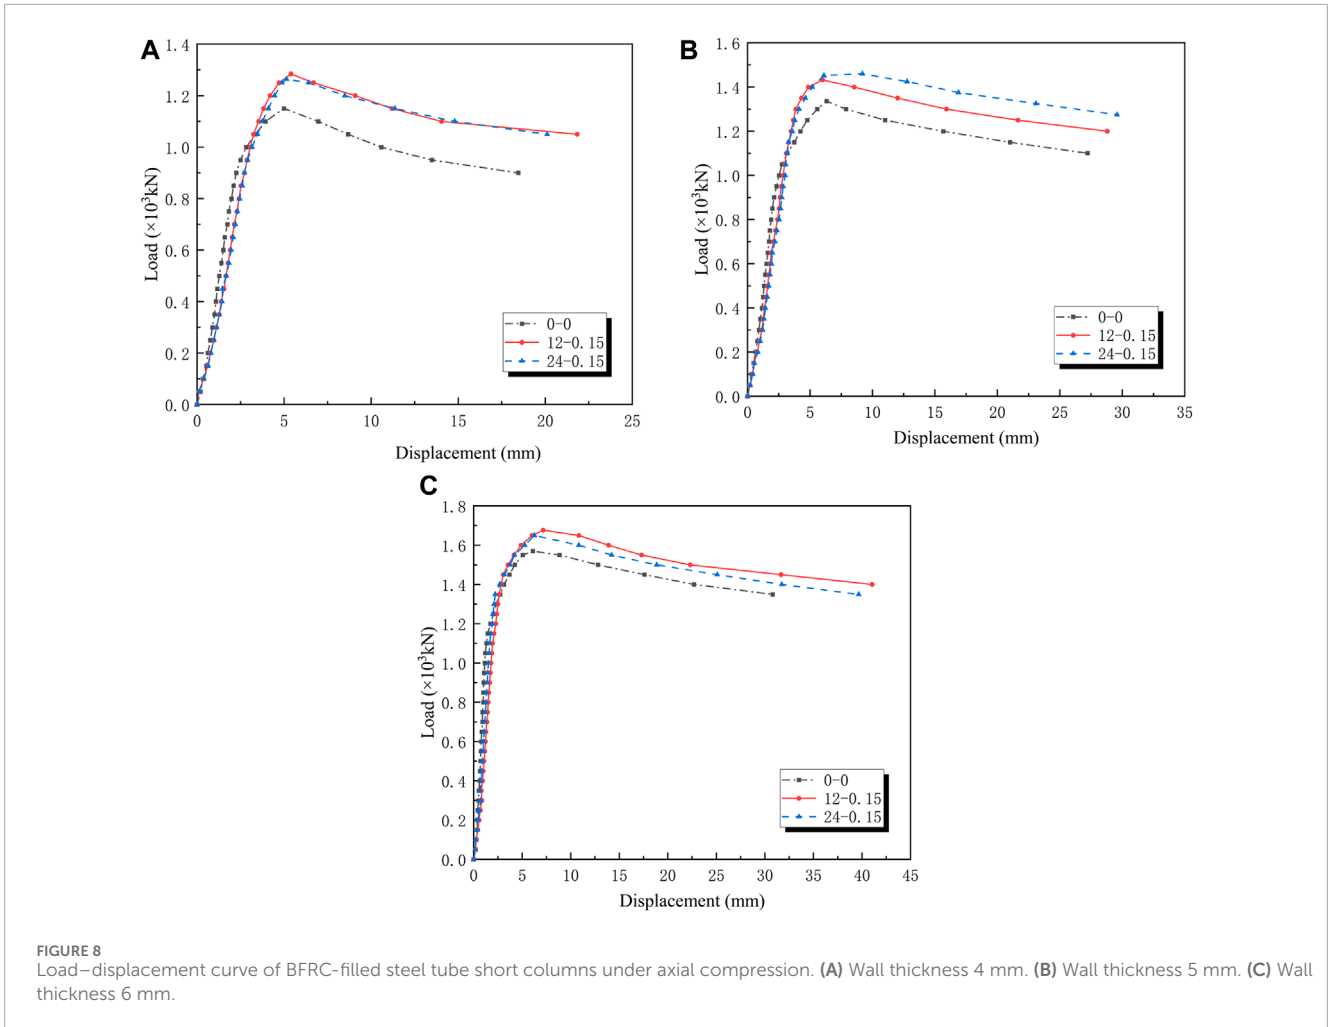 A
1.4
1.2
1.0
0.8
0.6
0.4
0.2
0.0
Load (×10³kN)
0 5 10 15 20 25
Displacement (mm)
0-0
12-0.15
24-0.15
B
1.6
1.4
1.2
1.0
0.8
0.6
0.4
0.2
0.0
Load (×10³kN)
0 5 10 15 20 25 30 35
Displacement (mm)
0-0
12-0.15
24-0.15
C
1.8
1.6
1.4
1.2
1.0
0.8
0.6
0.4
0.2
0.0
Load (×10³kN)
0 5 10 15 20 25 30 35 40 45
Displacement (mm)
0-0
12-0.15
24-0.15
FIGURE 8
Load–displacement curve of BFRC-filled steel tube short columns under axial compression. (A) Wall thickness 4 mm. (B) Wall thickness 5 mm. (C) Wall
thickness 6 mm.